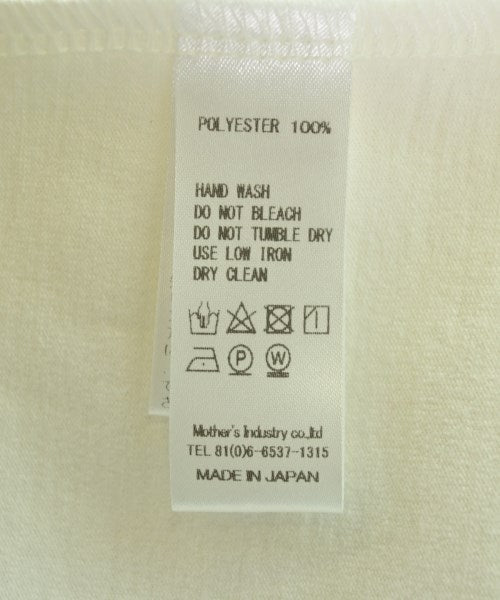 POLYESTER 100%
HAND WASH
DO NOT BLEACH
DO NOT TUMBLE DRY
USE LOW IRON
DRY CLEAN
P W
Mother's Industry co.,ltd
TEL 81(0)6-6537-1315
MADE IN JAPAN